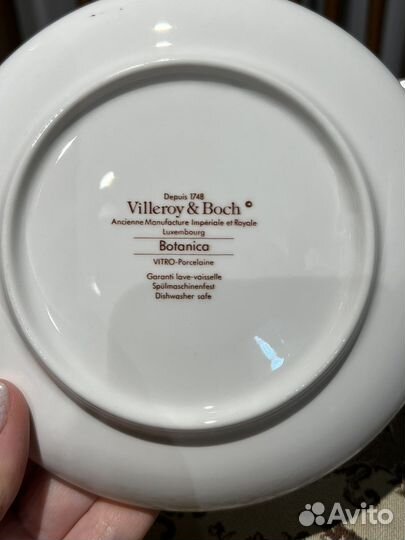 Depuis 1748
Villeroy & Boch ©
Ancienne Manufacture Impériale et Royale
Luxembourg
Botanica
VITRO-Porcelaine
Garanti lave-vaisselle
Spülmaschinenfest
Dishwasher safe
Avito